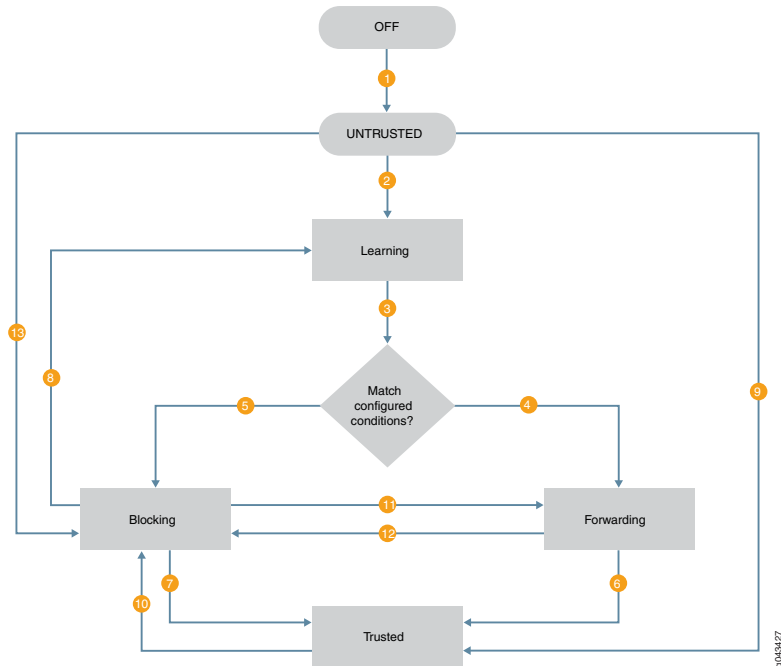 OFF
1
UNTRUSTED
2
Learning
3
13
8
9
Match
configured
conditions?
5
4
Blocking
11
12
Forwarding
7
10
6
Trusted
1043427